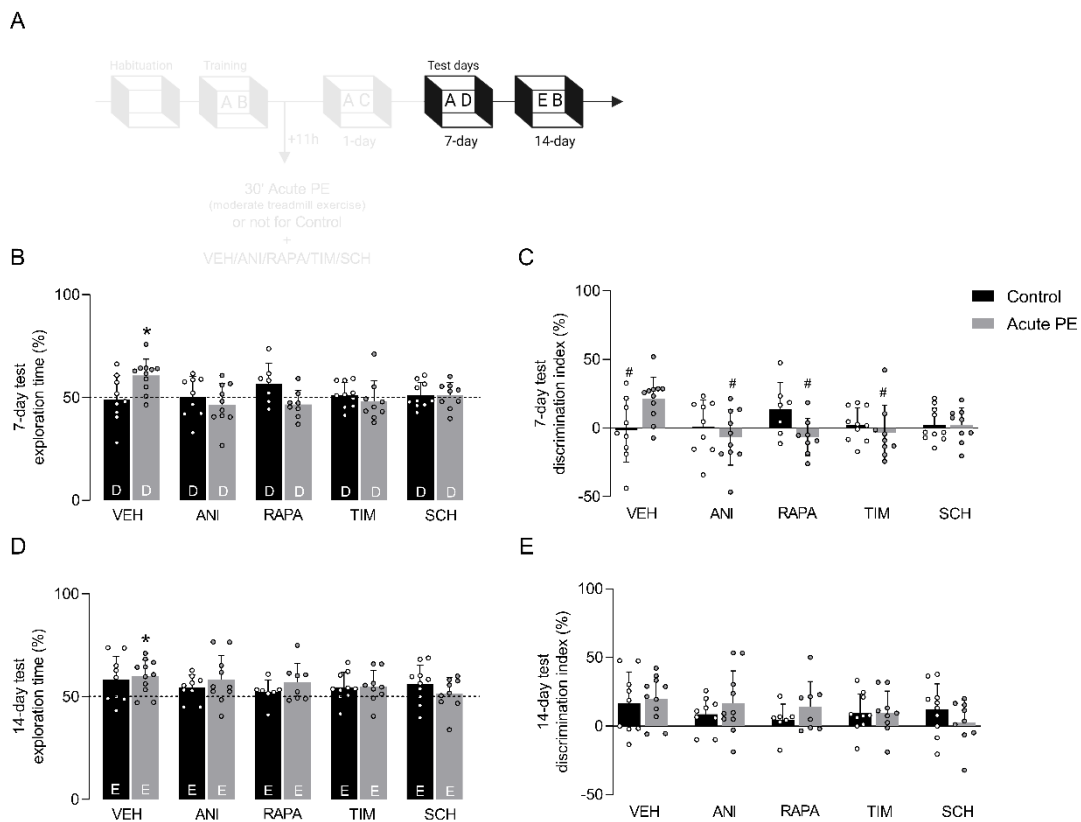 A
Habituation Training Test days
A B A C A D E B
+11h 1-day 7-day 14-day
30' Acute PE
(moderate treadmill exercise)
or not for Control
+
VEH/ANI/RAPA/TIM/SCH
B
7-day test
exploration time (%)
100
50
0
*
D D D D D D D D D D
VEH ANI RAPA TIM SCH
C
7-day test
discrimination index (%)
100
50
0
-50
# # # #
VEH ANI RAPA TIM SCH
Control
Acute PE
D
14-day test
exploration time (%)
100
50
0
*
E E E E E E E E E E
VEH ANI RAPA TIM SCH
E
14-day test
discrimination index (%)
100
50
0
-50
VEH ANI RAPA TIM SCH